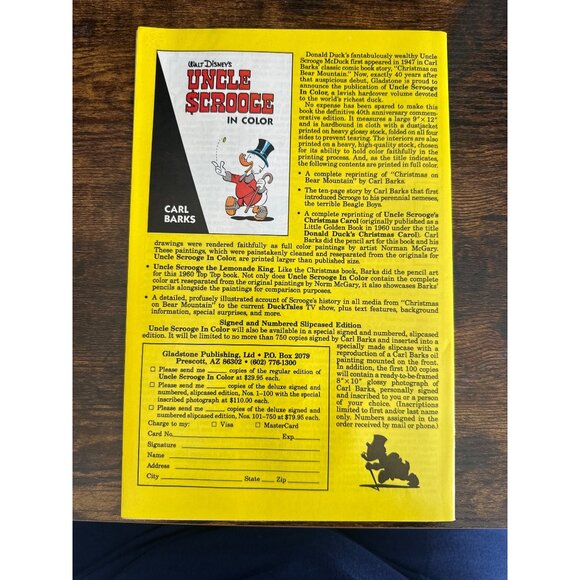 WALT DISNEY'S
UNCLE
$CROOGE
IN COLOR
CARL
BARKS
Donald Duck's fantabulously wealthy Uncle
Scrooge McDuck first appeared in 1947 in Carl
Barks' classic comic book story, "Christmas on
Bear Mountain." Now, exactly 40 years after
that auspicious debut, Gladstone is proud to
announce the publication of Uncle Scrooge
In Color, a lavish hardcover volume devoted
to the world's richest duck.
No expense has been spared to make this
book the definitive 40th anniversary commem-
orative edition. It measures a large 9" × 12"
and is hardbound in cloth with a dustjacket
printed on heavy glossy stock, folded on all four
sides to prevent tearing. The interiors are also
printed on a heavy, high-quality stock, chosen
for its ability to hold color faithfully in the
printing process. And, as the title indicates,
the following contents are printed in full color.
• A complete reprinting of "Christmas on
Bear Mountain" by Carl Barks.
• The ten-page story by Carl Barks that first
introduced Scrooge to his perennial nemeses,
the terrible Beagle Boys.
• A complete reprinting of Uncle Scrooge's
Christmas Carol (originally published as a
Little Golden Book in 1960 under the title
Donald Duck's Christmas Carol). Carl
Barks did the pencil art for this book and his
drawings were rendered faithfully as full color paintings by artist Norman McGary.
These paintings, which were painstakenly cleaned and reseparated from the originals for
Uncle Scrooge In Color, are printed larger than published size.
• Uncle Scrooge the Lemonade King. Like the Christmas book, Barks did the pencil art
for this 1960 Top Top book. Not only does Uncle Scrooge In Color contain the complete
color art reseparated from the original paintings by Norm McGary, it also showcases Barks'
pencils alongside the paintings for comparison purposes.
• A detailed, profusely illustrated account of Scrooge's history in all media from "Christmas
on Bear Mountain" to the current DuckTales TV show, plus text features, background
information, special surprises, and more.
Signed and Numbered Slipcased Edition
Uncle Scrooge In Color will also be available in a special signed and numbered, slipcased
edition. It will be limited to no more than 750 copies signed by Carl Barks and inserted into a
specially made slipcase with a
reproduction of a Carl Barks oil
painting mounted on the front.
In addition, the first 100 copies
will contain a ready-to-be-framed
8" × 10" glossy photograph of
Carl Barks, personally signed
and inscribed to you or a person
of your choice. (Inscriptions
limited to first and/or last name
only. Numbers assigned in the
order received by mail or phone.)
Gladstone Publishing, Ltd • P.O. Box 2079
Prescott, AZ 86302 • (602) 776-1300
□ Please send me ____ copies of the regular edition of
Uncle Scrooge In Color at $29.95 each.
□ Please send me ____ copies of the deluxe signed and
numbered, slipcased edition, Nos. 1–100 with the special
inscribed photograph at $110.00 each.
□ Please send me ____ copies of the deluxe signed and
numbered slipcased edition, Nos. 101–750 at $79.95 each.
Charge to my: □ Visa □ MasterCard
Card No. Exp.
Signature
Name
Address
City State Zip